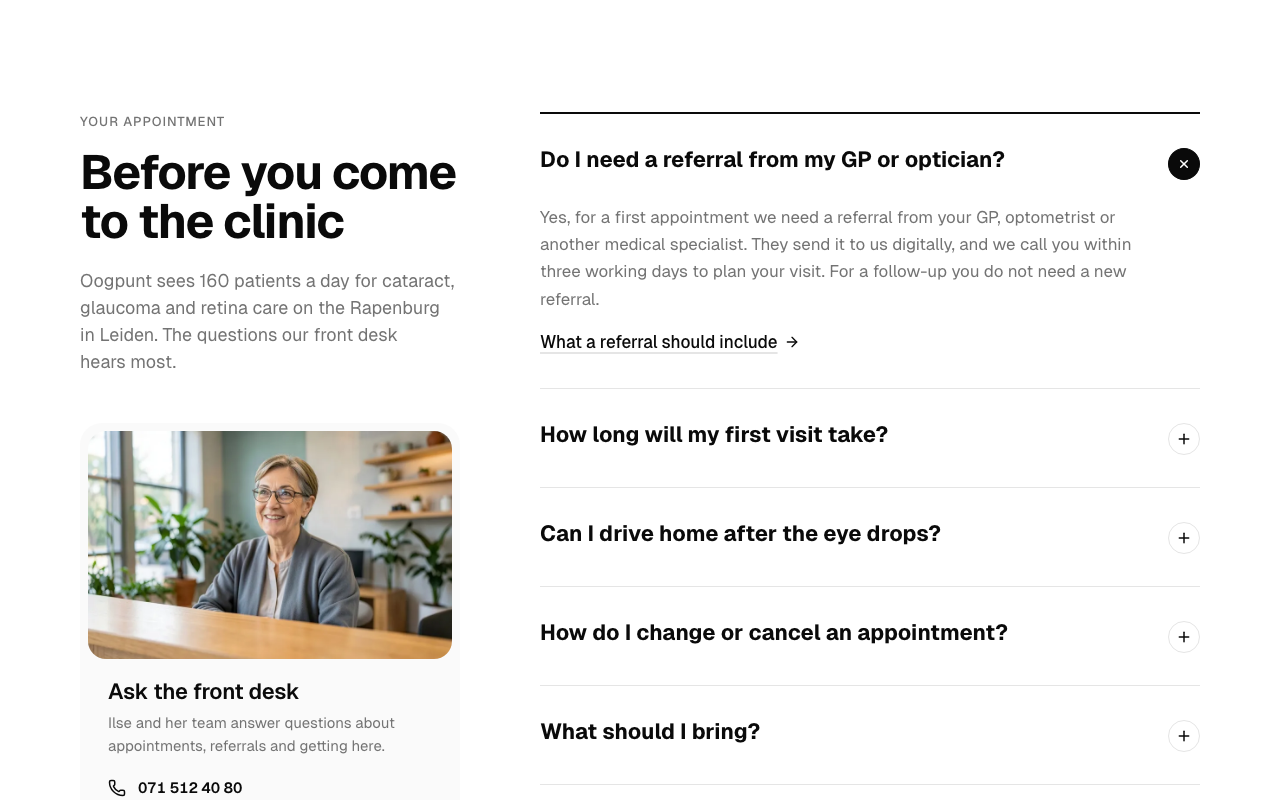 YOUR APPOINTMENT
Before you come
to the clinic
Oogpunt sees 160 patients a day for cataract,
glaucoma and retina care on the Rapenburg
in Leiden. The questions our front desk
hears most.
Ask the front desk
Ilse and her team answer questions about
appointments, referrals and getting here.
071 512 40 80
Do I need a referral from my GP or optician?
Yes, for a first appointment we need a referral from your GP, optometrist or
another medical specialist. They send it to us digitally, and we call you within
three working days to plan your visit. For a follow-up you do not need a new
referral.
What a referral should include →
How long will my first visit take?
Can I drive home after the eye drops?
How do I change or cancel an appointment?
What should I bring?